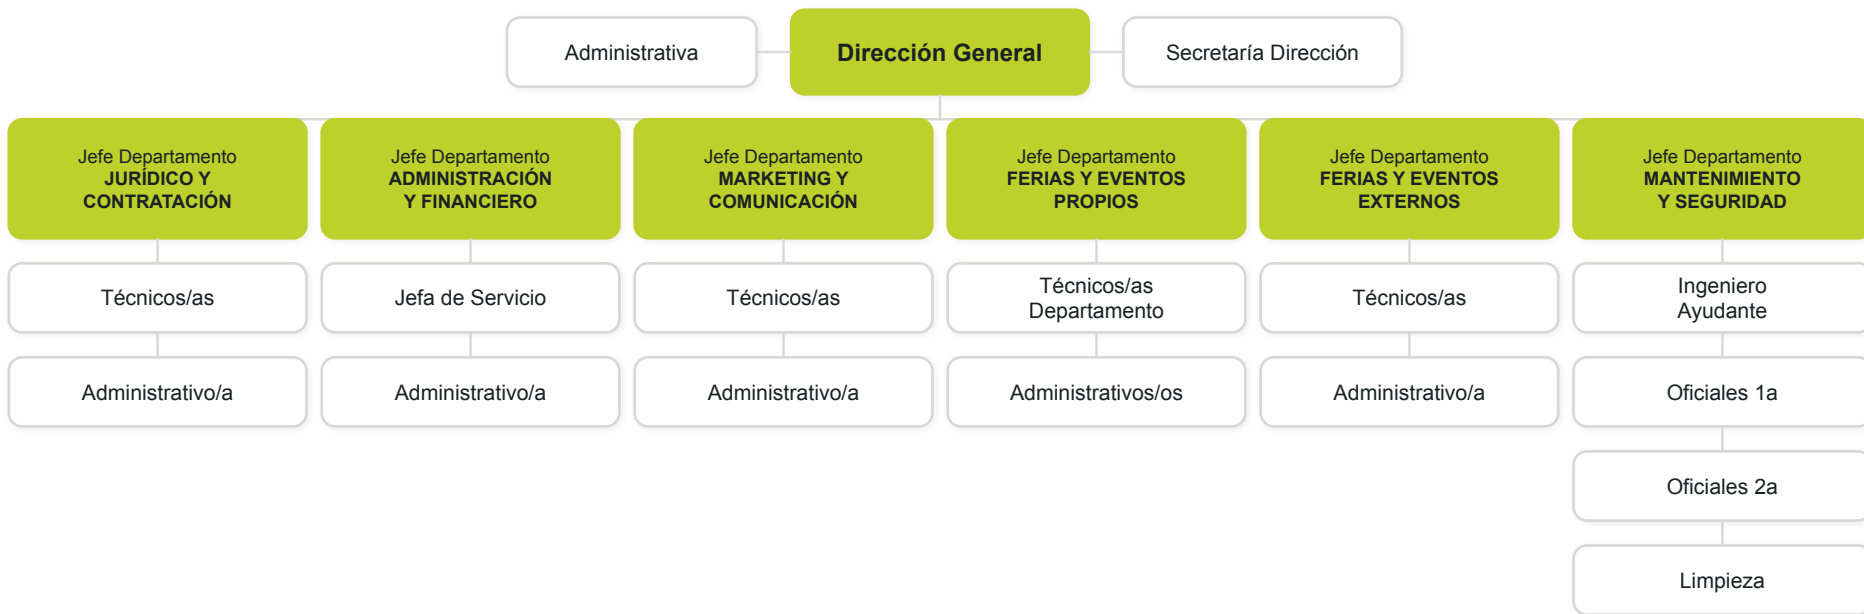 Administrativa
Dirección General
Secretaría Dirección
Jefe Departamento
JURÍDICO Y
CONTRATACIÓN
Jefe Departamento
ADMINISTRACIÓN
Y FINANCIERO
Jefe Departamento
MARKETING Y
COMUNICACIÓN
Jefe Departamento
FERIAS Y EVENTOS
PROPIOS
Jefe Departamento
FERIAS Y EVENTOS
EXTERNOS
Jefe Departamento
MANTENIMIENTO
Y SEGURIDAD
Técnicos/as
Jefa de Servicio
Técnicos/as
Técnicos/as
Departamento
Técnicos/as
Ingeniero
Ayudante
Administrativo/a
Administrativo/a
Administrativo/a
Administrativos/os
Administrativo/a
Oficiales 1a
Oficiales 2a
Limpieza